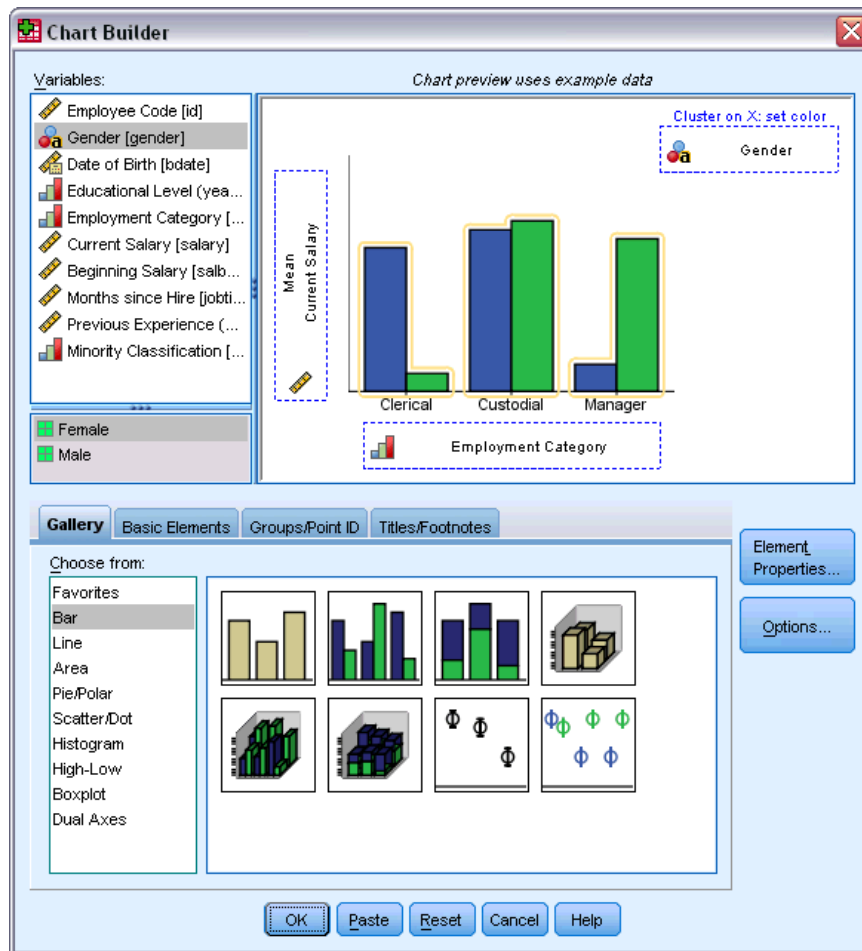 Chart Builder
Variables:
Employee Code [id]
Gender [gender]
Date of Birth [bdate]
Educational Level (yea...
Employment Category [...
Current Salary [salary]
Beginning Salary [salb...
Months since Hire [jobti...
Previous Experience (...
Minority Classification [...
Female
Male
Chart preview uses example data
Cluster on X: set color
Gender
Mean
Current Salary
Clerical Custodial Manager
Employment Category
Gallery Basic Elements Groups/Point ID Titles/Footnotes
Choose from:
Favorites
Bar
Line
Area
Pie/Polar
Scatter/Dot
Histogram
High-Low
Boxplot
Dual Axes
Element
Properties...
Options...
OK Paste Reset Cancel Help